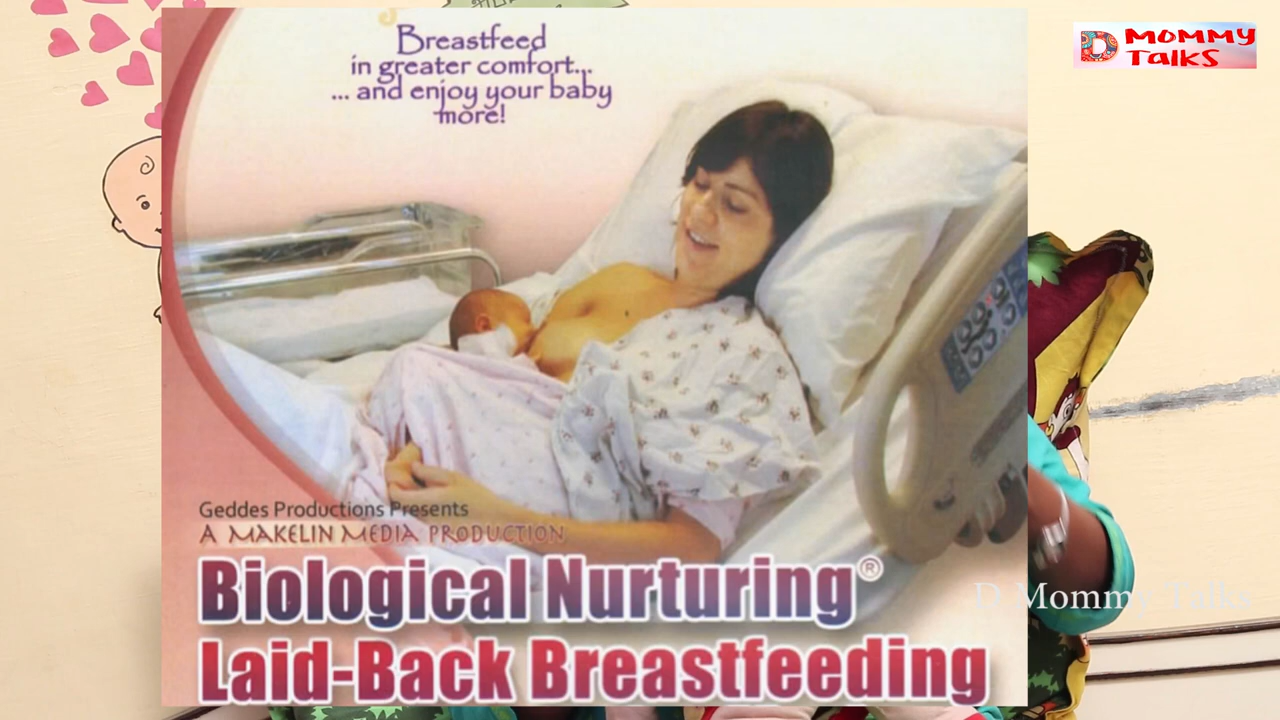 Breastfeed
in greater comfort...
... and enjoy your baby
more!
D MOMMY
TALKS
Geddes Productions Presents
A MAKELIN MEDIA PRODUCTION
Biological Nurturing®
Laid-Back Breastfeeding
D Mommy Talks